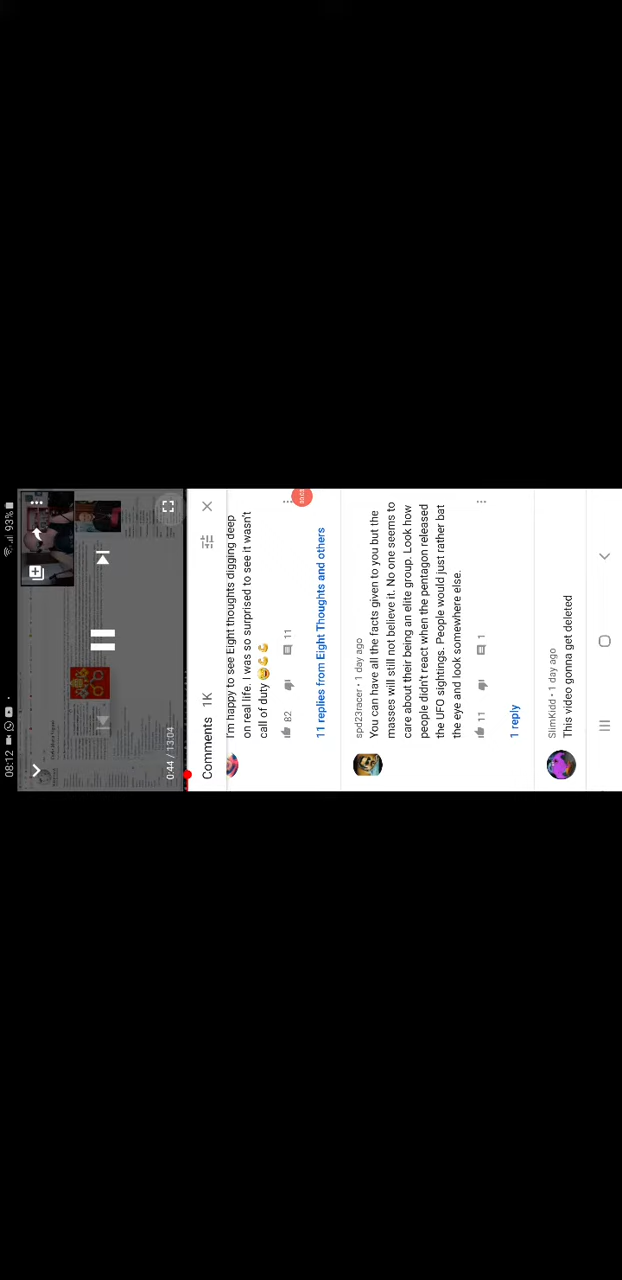 08:12
93%
0:44 / 13:04
Comments 1K
I'm happy to see Eight thoughts digging deep
on real life. I was so surprised to see it wasn't
call of duty
82
11
11 replies from Eight Thoughts and others
spd23racer • 1 day ago
You can have all the facts given to you but the
masses will still not believe it. No one seems to
care about their being an elite group. Look how
people didn't react when the pentagon released
the UFO sightings. People would just rather bat
the eye and look somewhere else.
11
1
1 reply
SlimKidd • 1 day ago
This video gonna get deleted